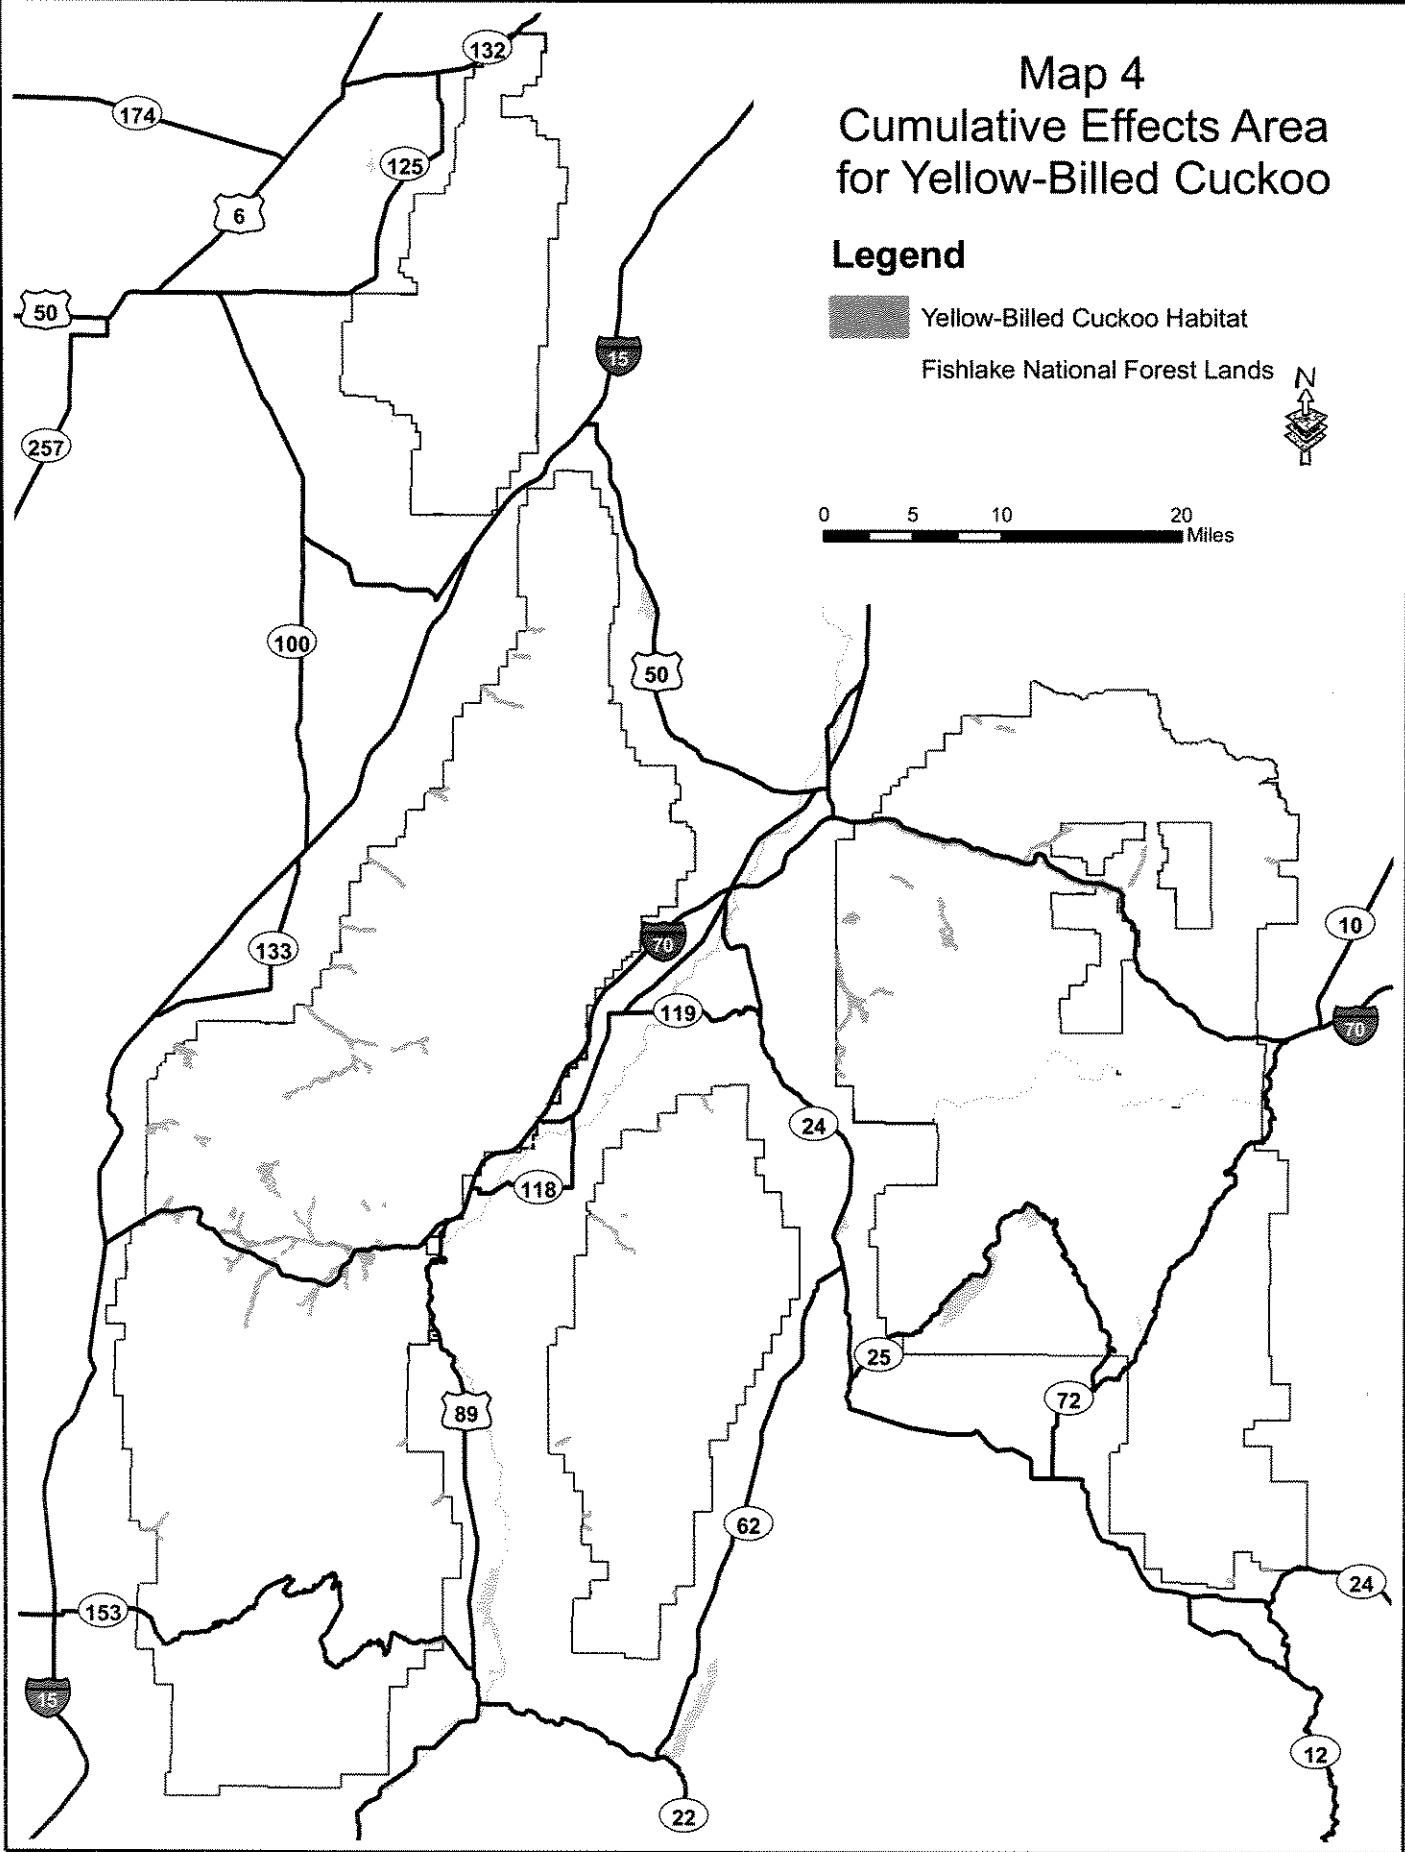 Map 4
Cumulative Effects Area
for Yellow-Billed Cuckoo
Legend
Yellow-Billed Cuckoo Habitat
Fishlake National Forest Lands
N
0 5 10 20
Miles
132
174
125
6
50
15
257
100
50
133
70
10
70
119
24
118
25
72
89
62
153
24
15
12
22